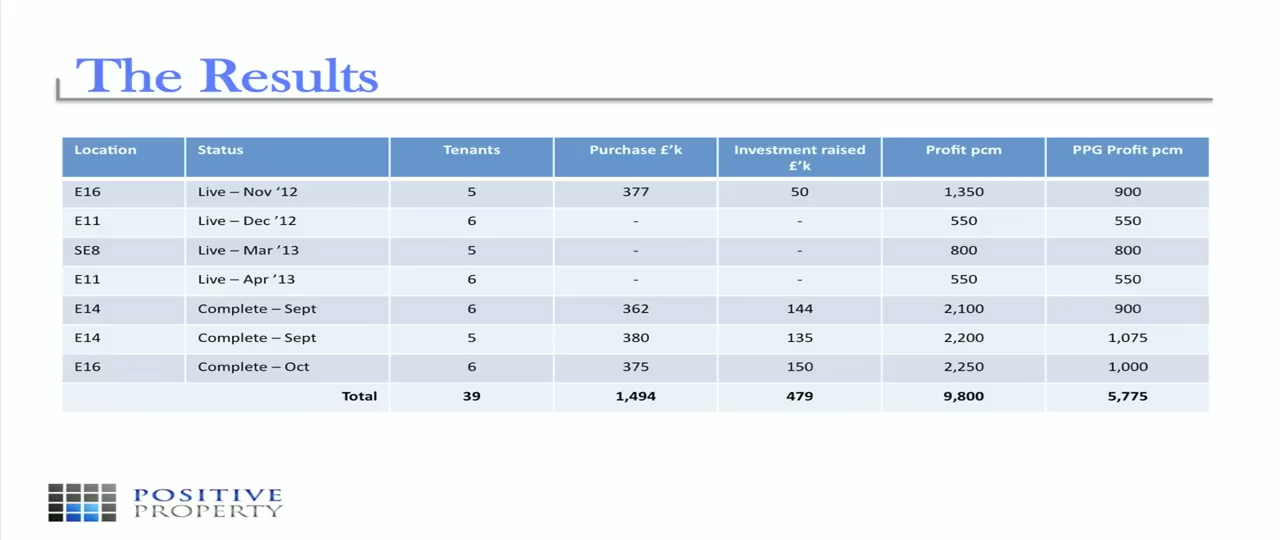 The Results
Location Status Tenants Purchase £’k Investment raised £’k Profit pcm PPG Profit pcm
E16 Live – Nov ‘12 5 377 50 1,350 900
E11 Live – Dec ’12 6 - - 550 550
SE8 Live – Mar ’13 5 - - 800 800
E11 Live – Apr ’13 6 - - 550 550
E14 Complete – Sept 6 362 144 2,100 900
E14 Complete – Sept 5 380 135 2,200 1,075
E16 Complete – Oct 6 375 150 2,250 1,000
Total 39 1,494 479 9,800 5,775
POSITIVE
PROPERTY